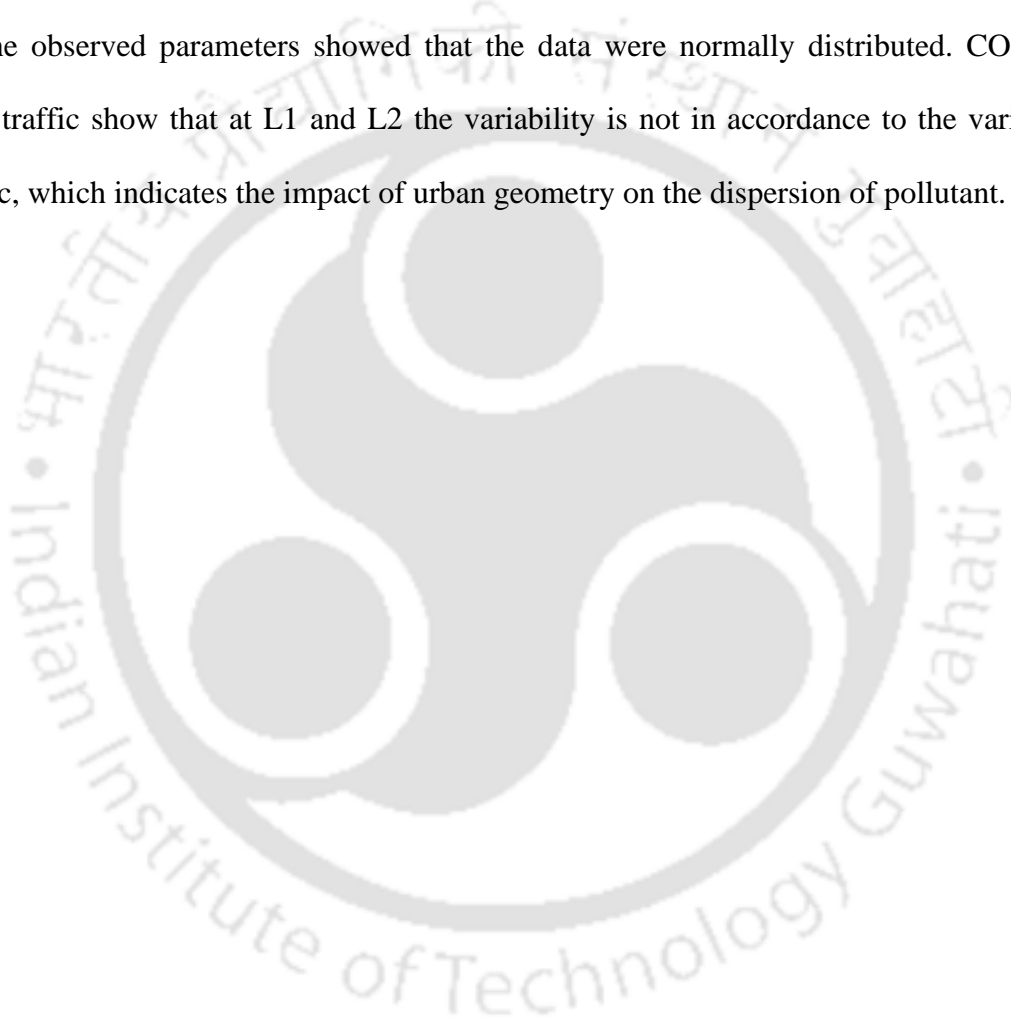 he observed parameters showed that the data were normally distributed. CO
traffic show that at L1 and L2 the variability is not in accordance to the vari
c, which indicates the impact of urban geometry on the dispersion of pollutant.
भारतीय प्रौद्योगिकी संस्थान गुवाहाटी
Indian Institute of Technology Guwahati